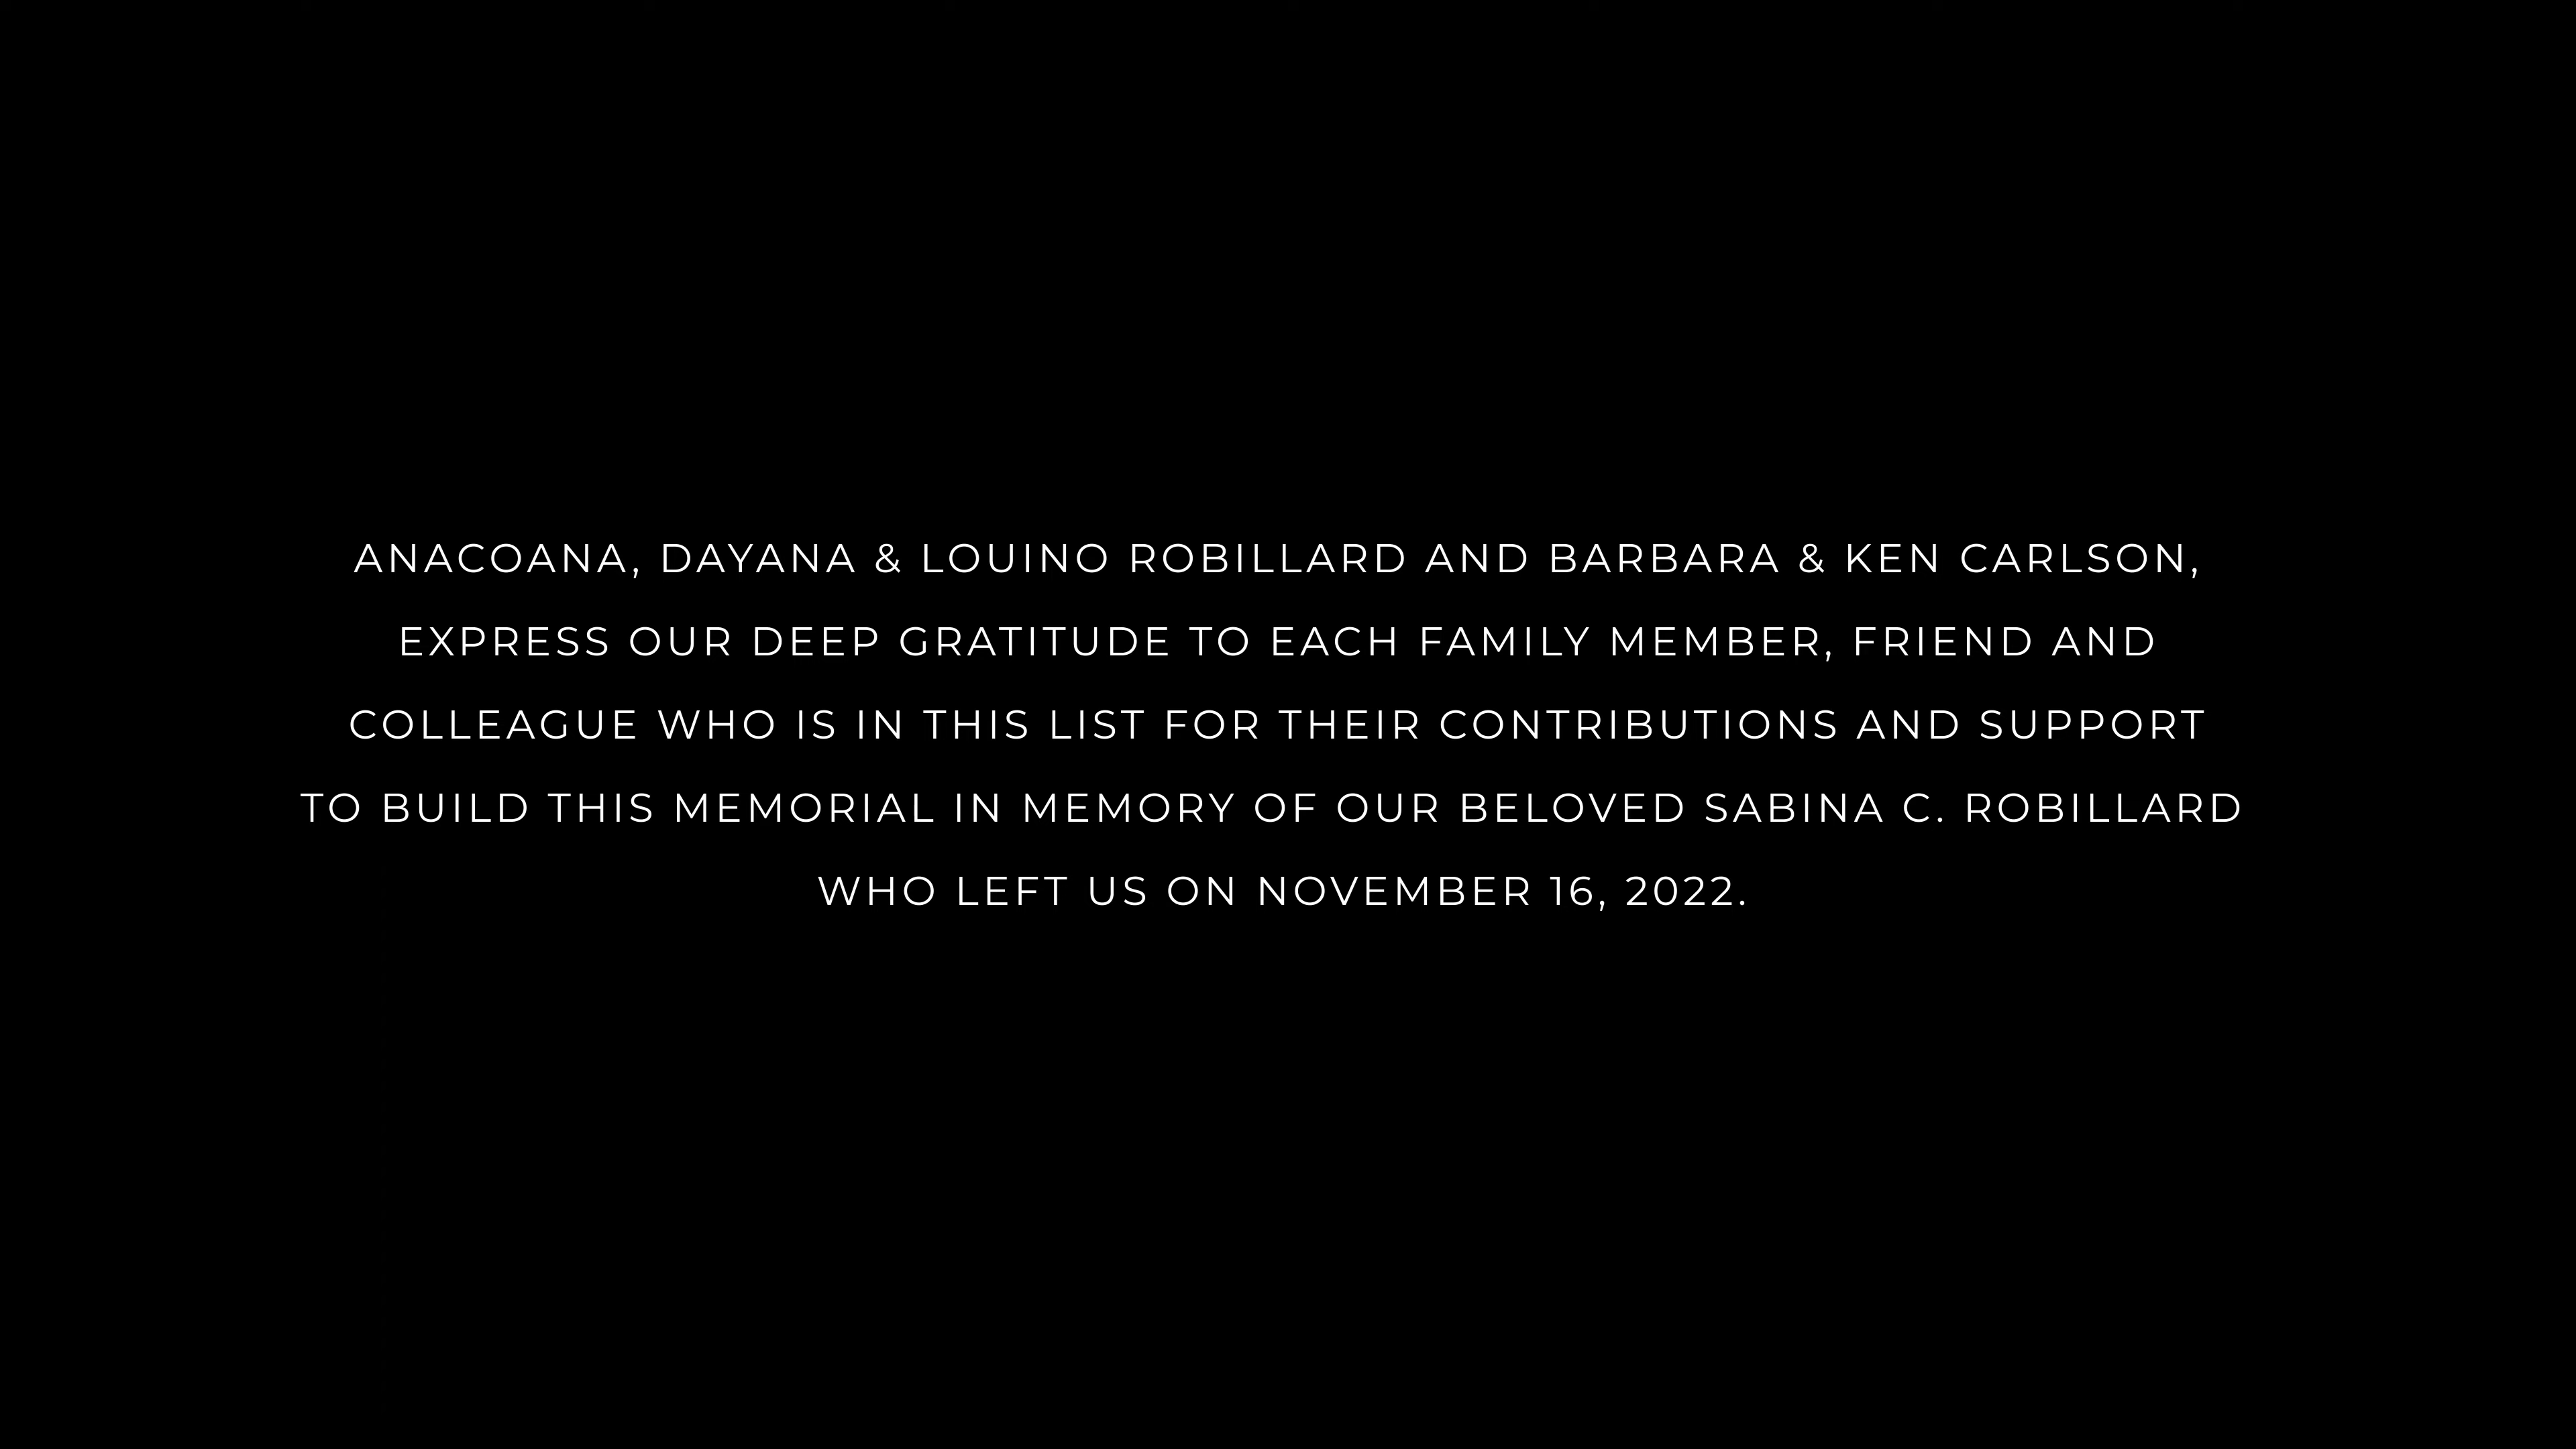 ANACOANA, DAYANA & LOUINO ROBILLARD AND BARBARA & KEN CARLSON,
EXPRESS OUR DEEP GRATITUDE TO EACH FAMILY MEMBER, FRIEND AND
COLLEAGUE WHO IS IN THIS LIST FOR THEIR CONTRIBUTIONS AND SUPPORT
TO BUILD THIS MEMORIAL IN MEMORY OF OUR BELOVED SABINA C. ROBILLARD
WHO LEFT US ON NOVEMBER 16, 2022.